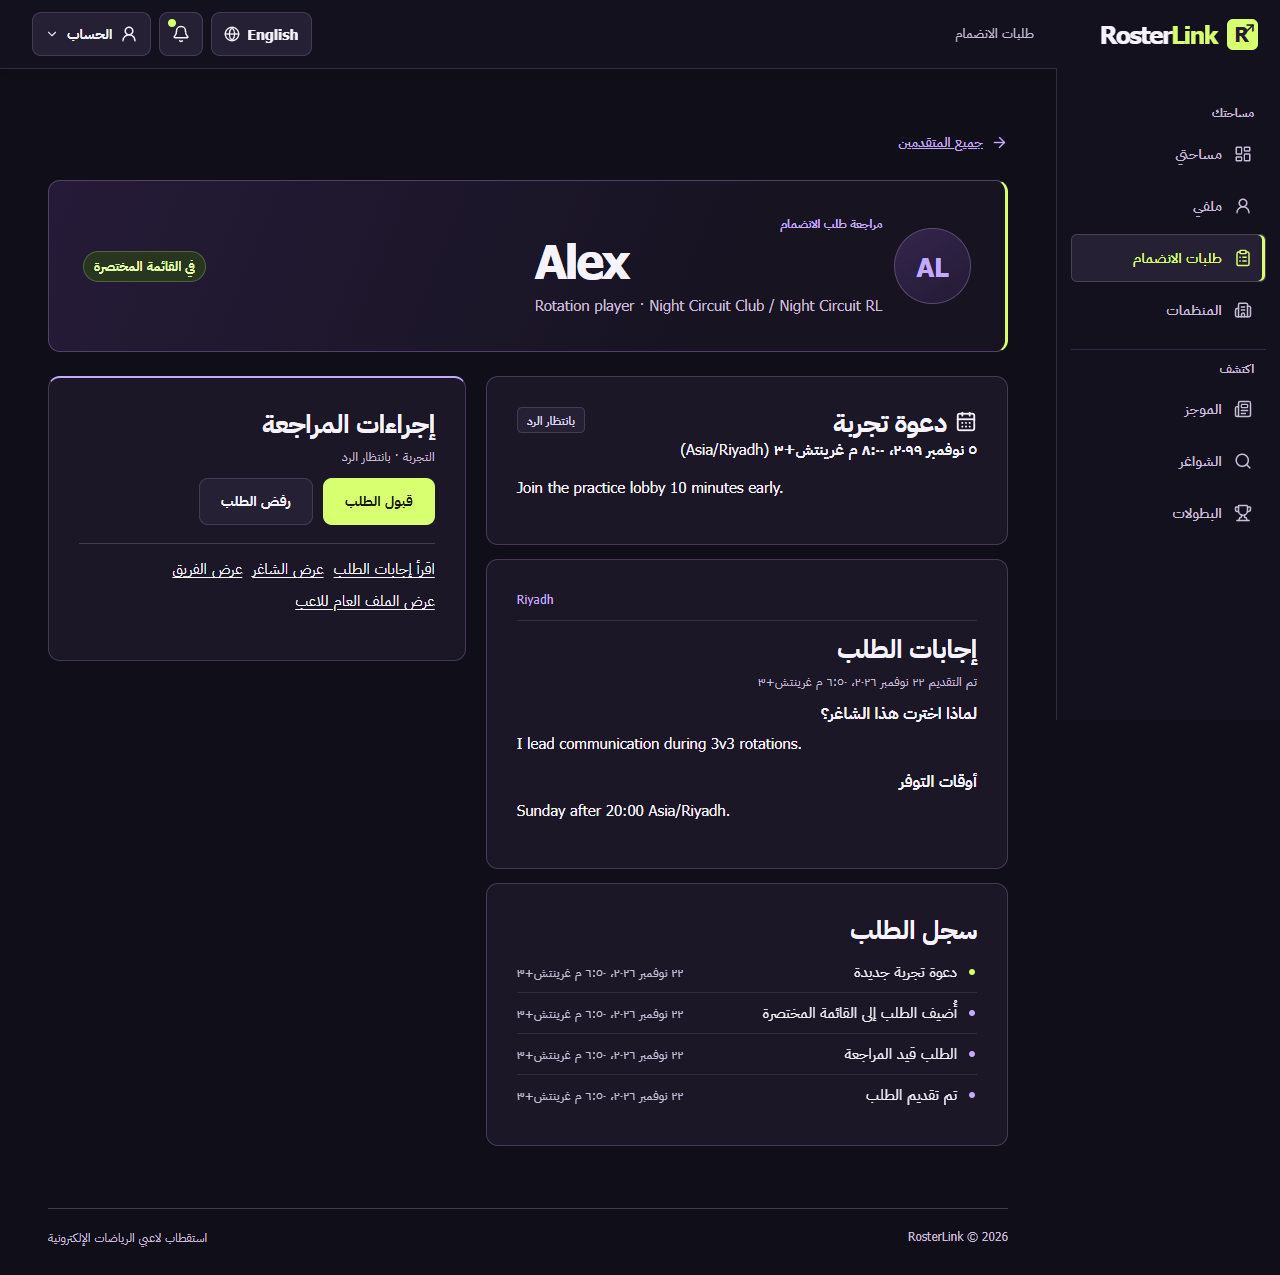 RosterLink
طلبات الانضمام
English
الحساب
مساحتك
مساحتي
ملفي
طلبات الانضمام
المنظمات
اكتشف
الموجز
الشواغر
البطولات
جميع المتقدمين
مراجعة طلب الانضمام
AL
Alex
Rotation player · Night Circuit Club / Night Circuit RL
في القائمة المختصرة
دعوة تجربة
بانتظار الرد
٥ نوفمبر ٢٠٩٩، ٨:٠٠ م غرينتش+٣ (Asia/Riyadh)
Join the practice lobby 10 minutes early.
Riyadh
إجابات الطلب
تم التقديم ٢٢ نوفمبر ٢٠٢٦، ٦:٥٠ م غرينتش+٣
لماذا اخترت هذا الشاغر؟
I lead communication during 3v3 rotations.
أوقات التوفر
Sunday after 20:00 Asia/Riyadh.
سجل الطلب
دعوة تجربة جديدة ٢٢ نوفمبر ٢٠٢٦، ٦:٥٠ م غرينتش+٣
أُضيف الطلب إلى القائمة المختصرة ٢٢ نوفمبر ٢٠٢٦، ٦:٥٠ م غرينتش+٣
الطلب قيد المراجعة ٢٢ نوفمبر ٢٠٢٦، ٦:٥٠ م غرينتش+٣
تم تقديم الطلب ٢٢ نوفمبر ٢٠٢٦، ٦:٥٠ م غرينتش+٣
إجراءات المراجعة
التجربة · بانتظار الرد
قبول الطلب
رفض الطلب
اقرأ إجابات الطلب عرض الشاغر عرض الفريق
عرض الملف العام للاعب
RosterLink © 2026
استقطاب لاعبي الرياضات الإلكترونية